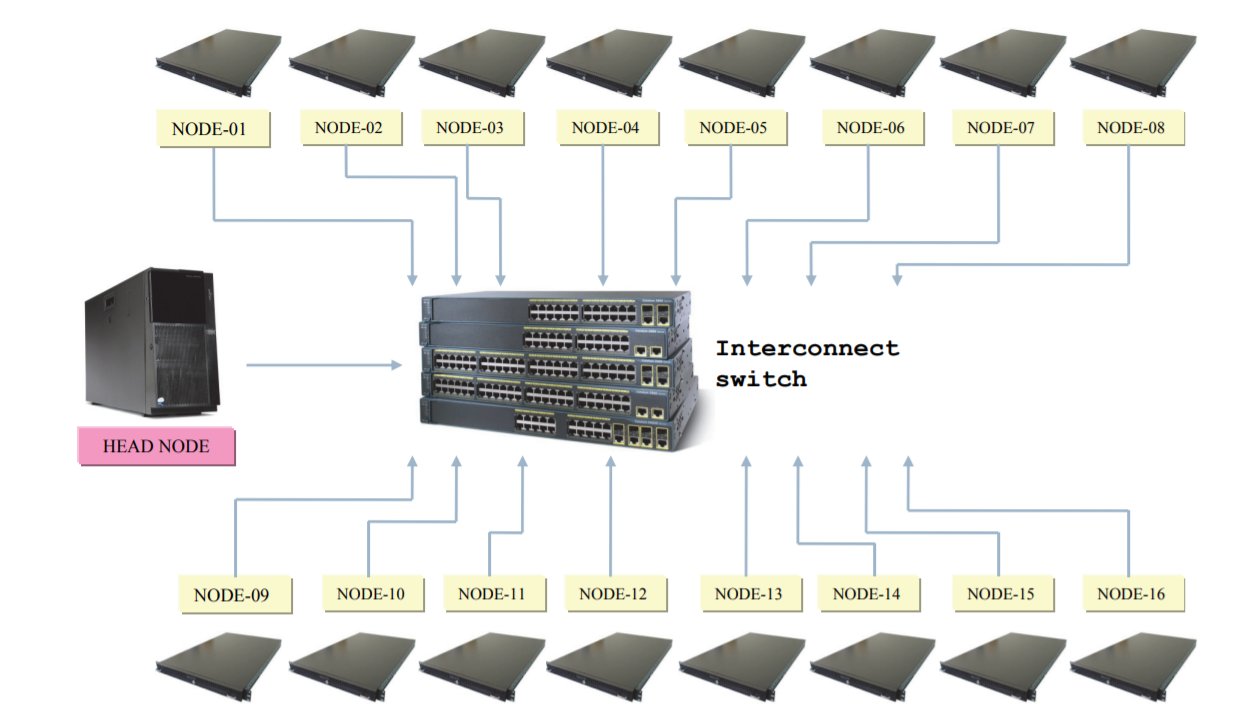 NODE-01
NODE-02
NODE-03
NODE-04
NODE-05
NODE-06
NODE-07
NODE-08
Interconnect
switch
HEAD NODE
NODE-09
NODE-10
NODE-11
NODE-12
NODE-13
NODE-14
NODE-15
NODE-16